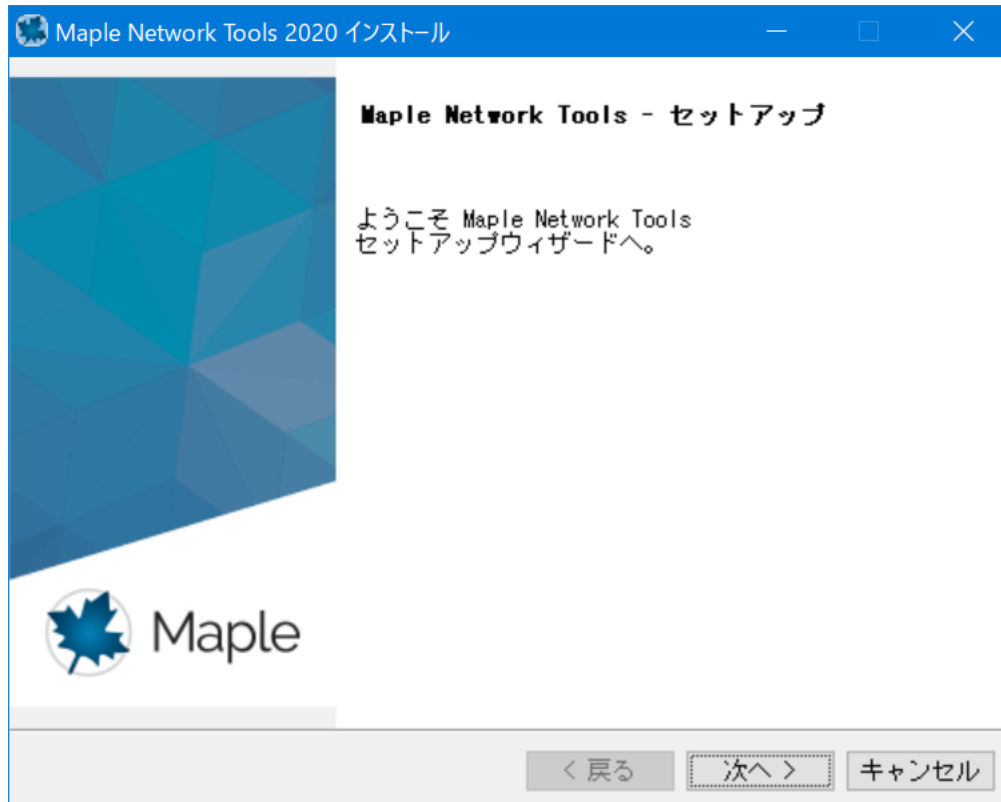 Maple Network Tools 2020 インストール
Maple Network Tools - セットアップ
ようこそ Maple Network Tools
セットアップウィザードへ。
Maple
< 戻る
次へ >
キャンセル